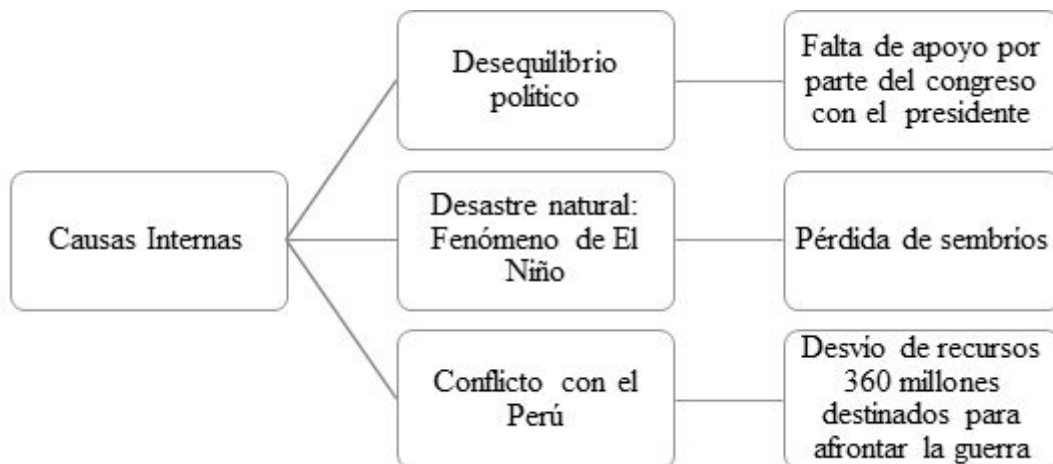 Desequilibrio
político
Falta de apoyo por
parte del congreso
con el presidente
Causas Internas
Desastre natural:
Fenómeno de El
Niño
Pérdida de sembríos
Conflicto con el
Perú
Desvío de recursos
360 millones
destinados para
afrontar la guerra